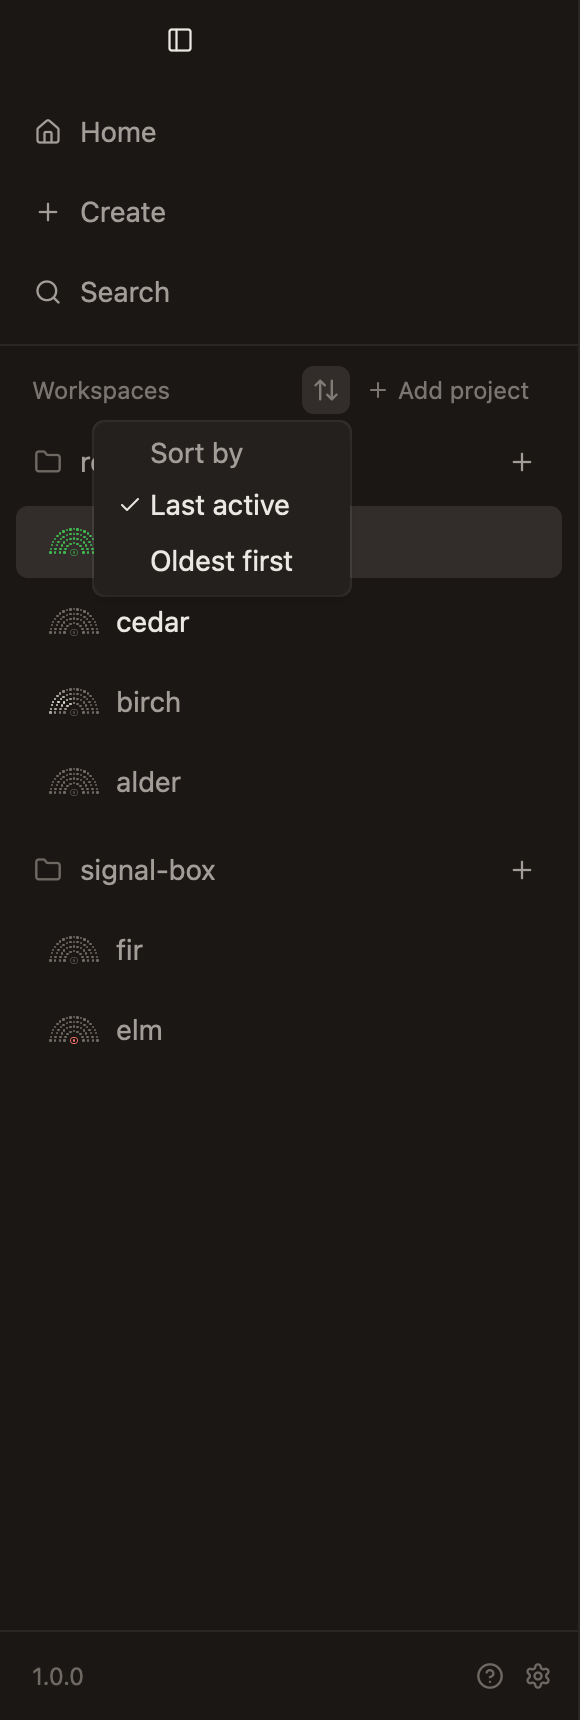 Home
Create
Search
Workspaces
Add project
Sort by
Last active
Oldest first
cedar
birch
alder
signal-box
fir
elm
1.0.0